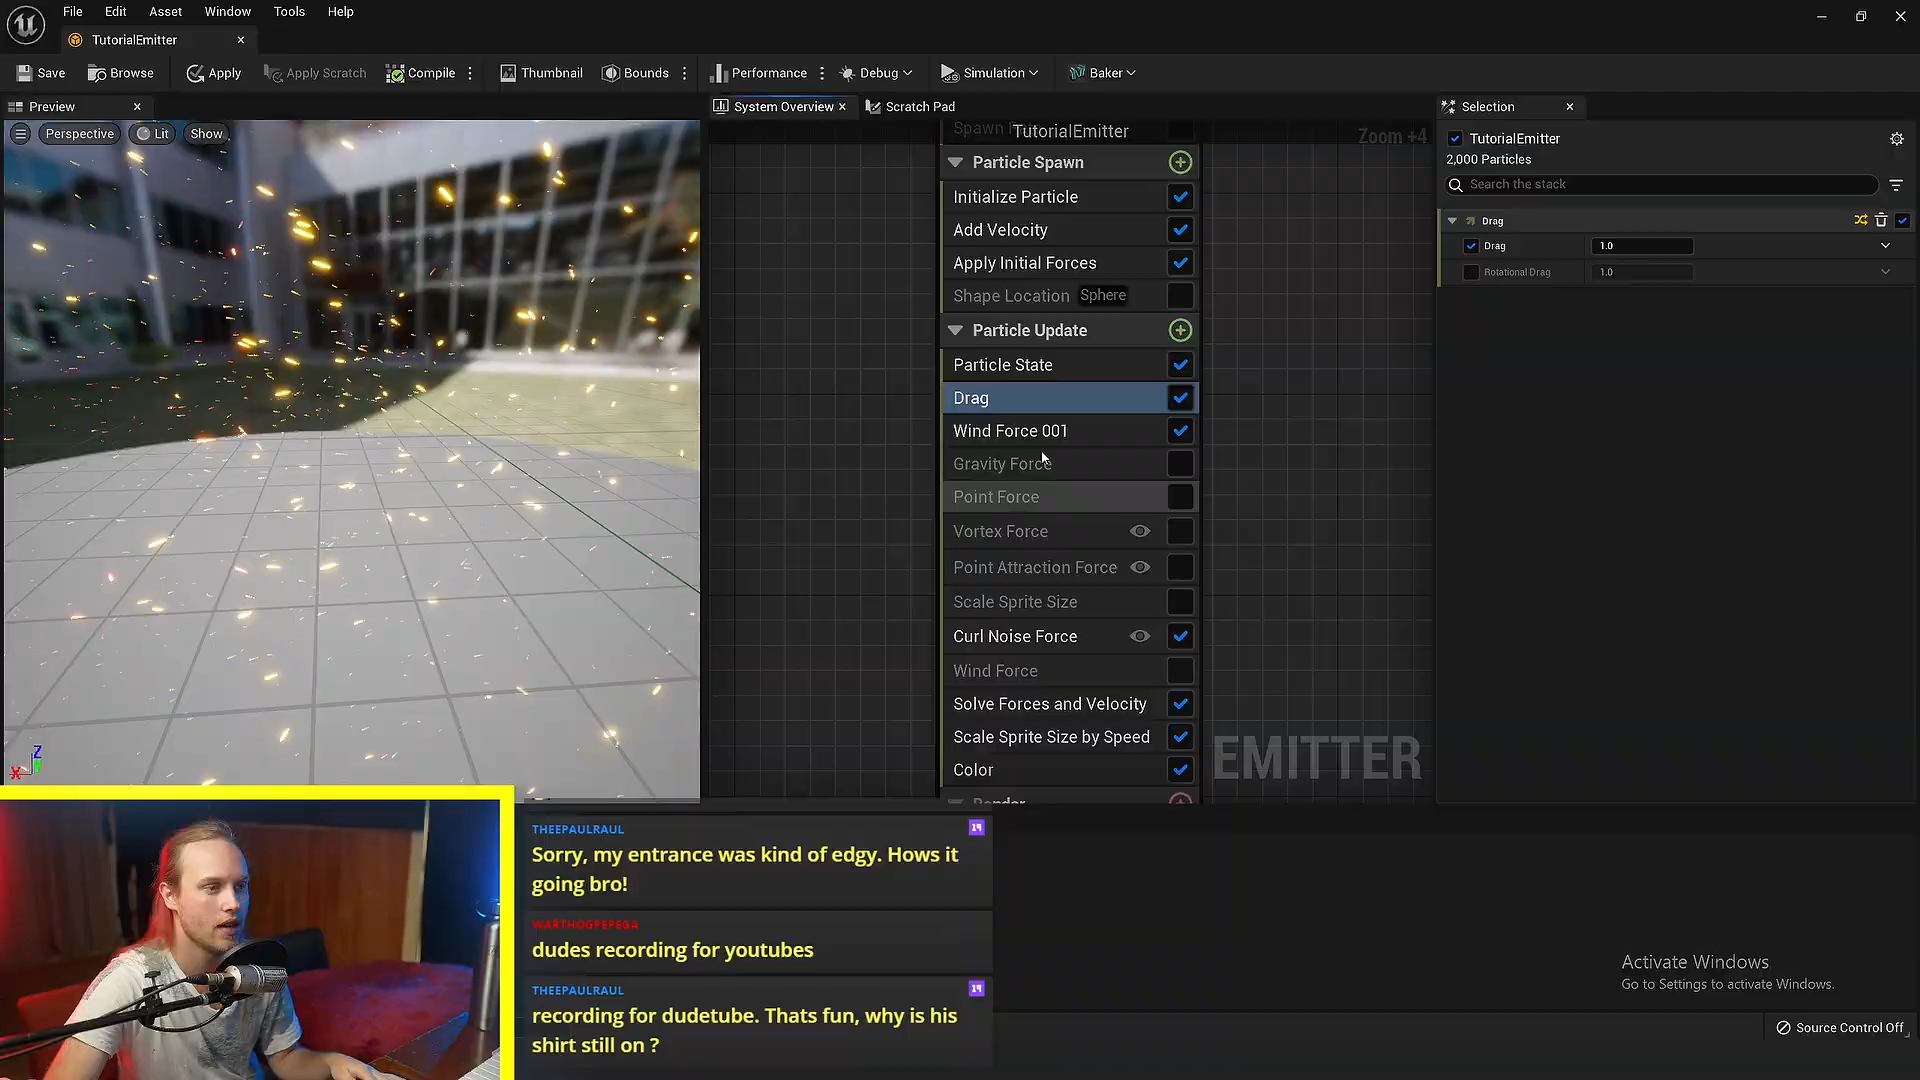 File Edit Asset Window Tools Help
TutorialEmitter
Save Browse Apply Apply Scratch Compile Thumbnail Bounds Performance Debug Simulation Baker
Preview
System Overview Scratch Pad
Selection
Perspective Lit Show
TutorialEmitter
Zoom +4
Particle Spawn
Initialize Particle
Add Velocity
Apply Initial Forces
Shape Location Sphere
Particle Update
Particle State
Drag
Wind Force 001
Gravity Force
Point Force
Vortex Force
Point Attraction Force
Scale Sprite Size
Curl Noise Force
Wind Force
Solve Forces and Velocity
Scale Sprite Size by Speed
Color
Render
EMITTER
TutorialEmitter
2,000 Particles
Search the stack
Drag
Drag 1.0
Rotational Drag 1.0
Z
X
THEEPAULRAUL
19
Sorry, my entrance was kind of edgy. Hows it
going bro!
WARTHOGPEPEGA
dudes recording for youtubes
THEEPAULRAUL
19
recording for dudetube. Thats fun, why is his
shirt still on ?
Activate Windows
Go to Settings to activate Windows.
Source Control Off